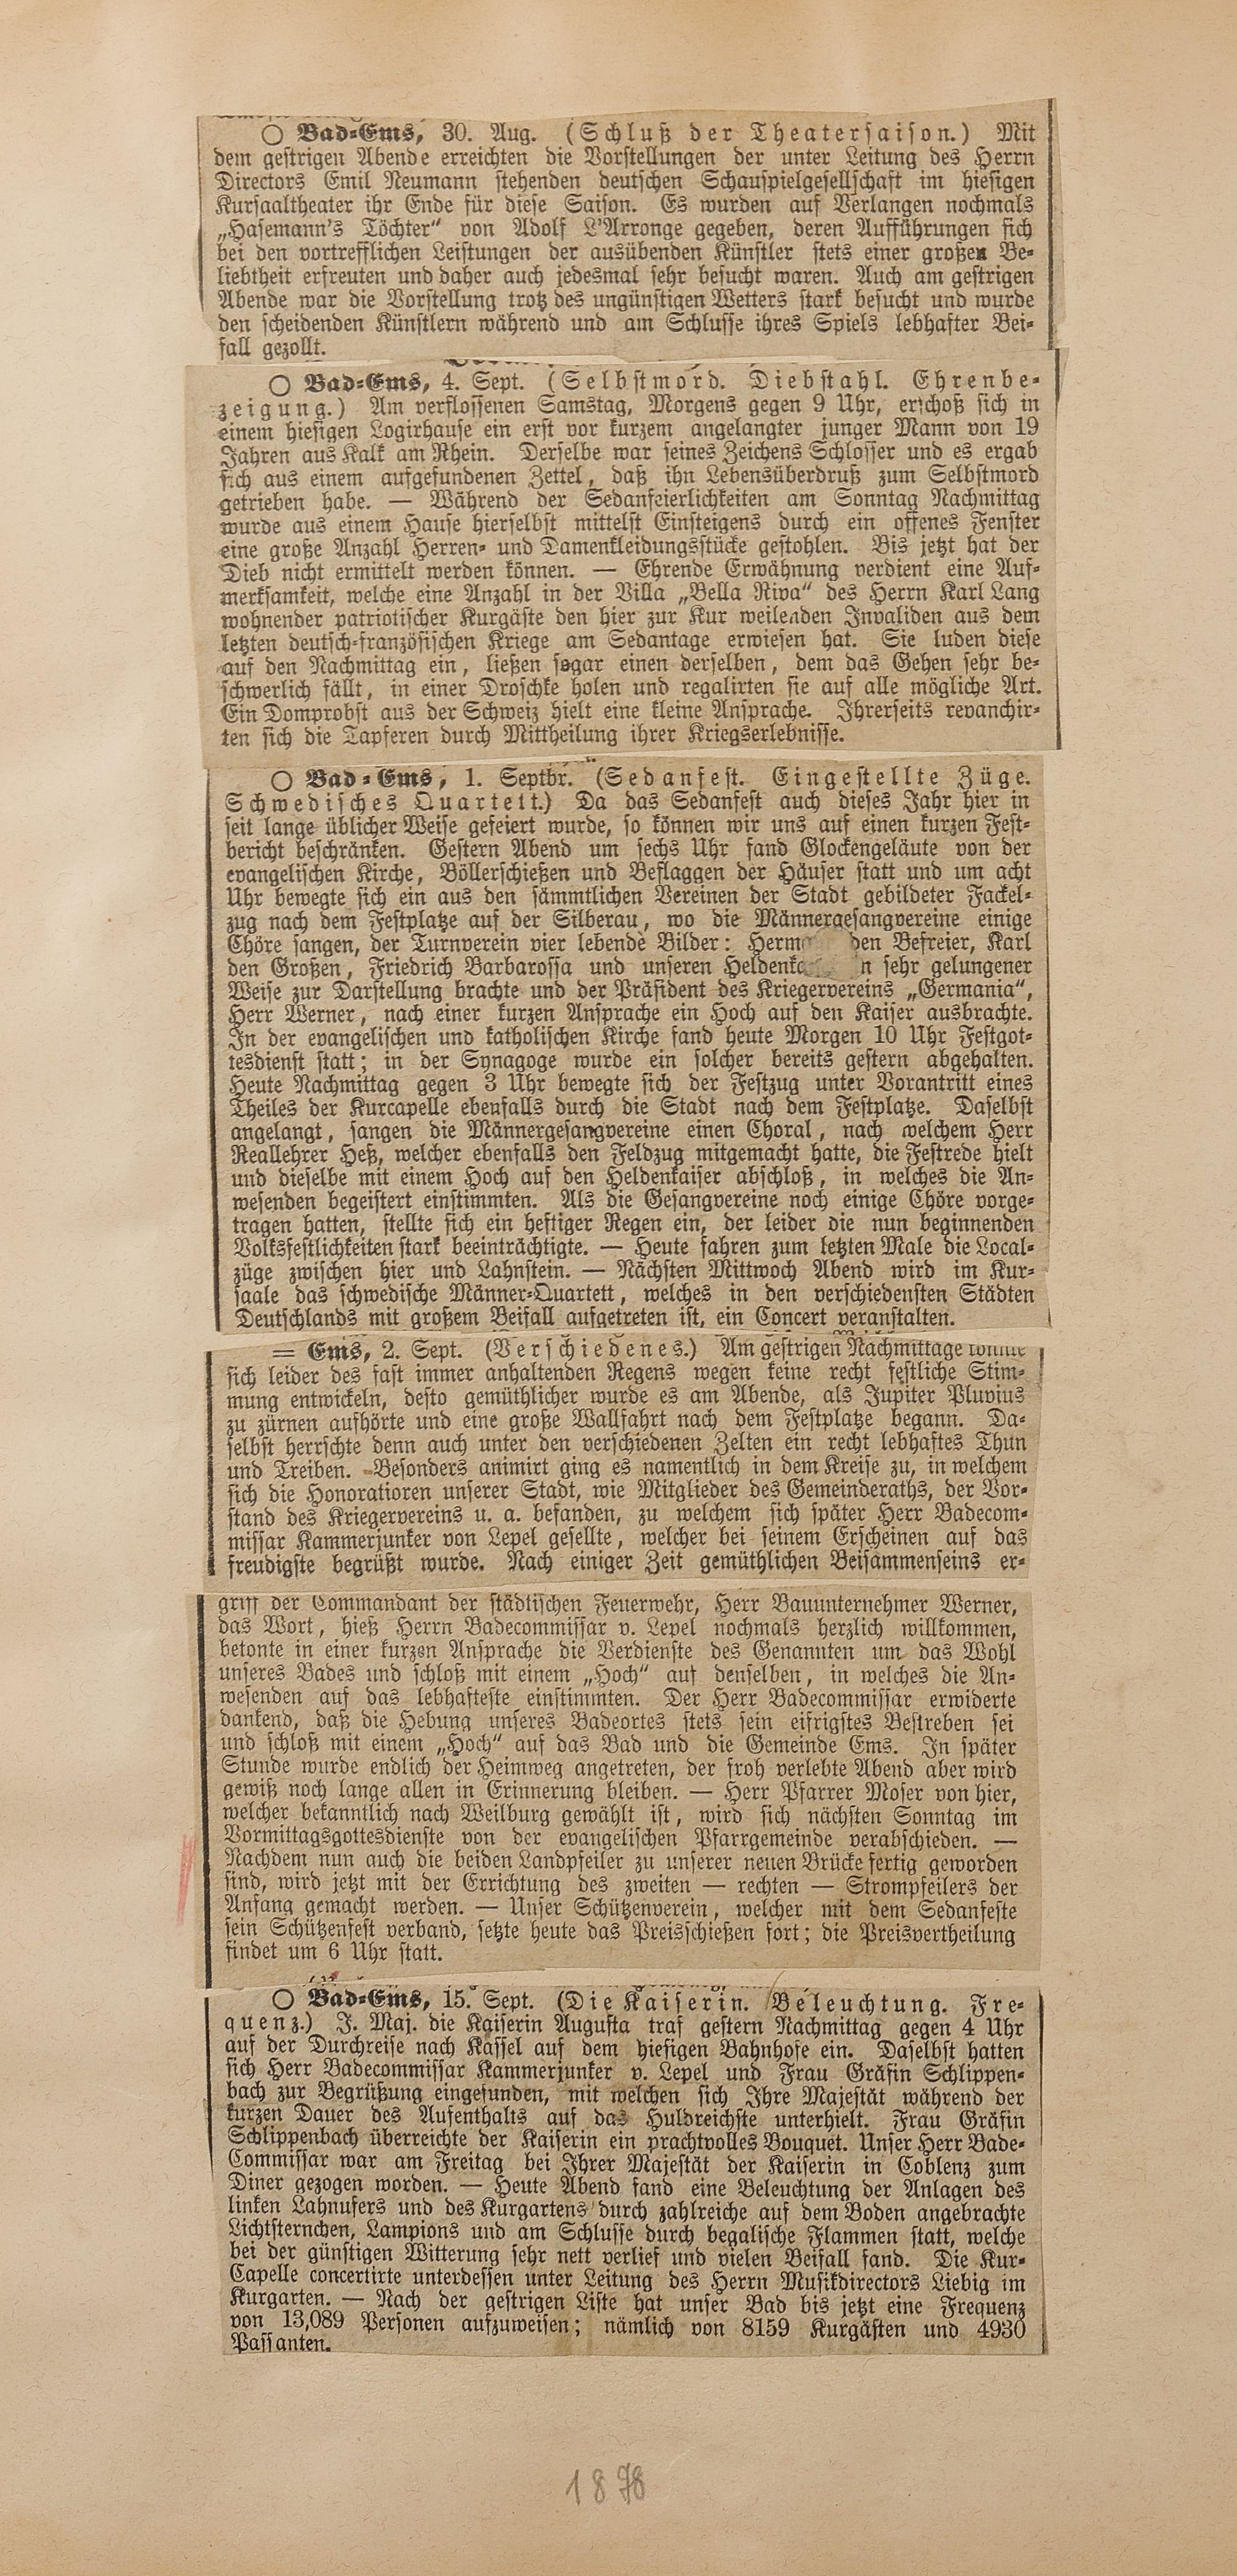 ○ Bad-Ems, 30. Aug. (Schluß der Theatersaison.) Mit
dem gestrigen Abende erreichten die Vorstellungen der unter Leitung des Herrn
Directors Emil Neumann stehenden deutschen Schauspielgesellschaft im hiesigen
Kursaaltheater ihr Ende für diese Saison. Es wurden auf Verlangen nochmals
„Hasemann's Töchter“ von Adolf L'Arronge gegeben, deren Aufführungen sich
bei den vortrefflichen Leistungen der ausübenden Künstler stets einer großen Be-
liebtheit erfreuten und daher auch jedesmal sehr besucht waren. Auch am gestrigen
Abende war die Vorstellung trotz des ungünstigen Wetters stark besucht und wurde
den scheidenden Künstlern während und am Schlusse ihres Spiels lebhafter Bei-
fall gezollt.
○ Bad-Ems, 4. Sept. (Selbstmord. Diebstahl. Ehrenbe-
zeigung.) Am verflossenen Samstag, Morgens gegen 9 Uhr, erschoß sich in
einem hiesigen Logirhause ein erst vor kurzem angelangter junger Mann von 19
Jahren aus Kalk am Rhein. Derselbe war seines Zeichens Schlosser und es ergab
sich aus einem aufgefundenen Zettel, daß ihn Lebensüberdruß zum Selbstmord
getrieben habe. — Während der Sedanfeierlichkeiten am Sonntag Nachmittag
wurde aus einem Hause hierselbst mittelst Einsteigens durch ein offenes Fenster
eine große Anzahl Herren- und Damenkleidungsstücke gestohlen. Bis jetzt hat der
Dieb nicht ermittelt werden können. — Ehrende Erwähnung verdient eine Auf-
merksamkeit, welche eine Anzahl in der Villa „Bella Riva“ des Herrn Karl Lang
wohnender patriotischer Kurgäste den hier zur Kur weilenden Invaliden aus dem
letzten deutsch-französischen Kriege am Sedantage erwiesen hat. Sie luden diese
auf den Nachmittag ein, ließen sogar einen derselben, dem das Gehen sehr be-
schwerlich fällt, in einer Droschke holen und regalirten sie auf alle mögliche Art.
Ein Domprobst aus der Schweiz hielt eine kleine Ansprache. Ihrerseits revanchir-
ten sich die Tapferen durch Mittheilung ihrer Kriegserlebnisse.
○ Bad-Ems, 1. Septbr. (Sedanfest. Eingestellte Züge.
Schwedisches Quartett.) Da das Sedanfest auch dieses Jahr hier in
seit lange üblicher Weise gefeiert wurde, so können wir uns auf einen kurzen Fest-
bericht beschränken. Gestern Abend um sechs Uhr fand Glockengeläute von der
evangelischen Kirche, Böllerschießen und Beflaggen der Häuser statt und um acht
Uhr bewegte sich ein aus den sämmtlichen Vereinen der Stadt gebildeter Fackel-
zug nach dem Festplatze auf der Silberau, wo die Männergesangvereine einige
Chöre sangen, der Turnverein vier lebende Bilder: Herm den Befreier, Karl
den Großen, Friedrich Barbarossa und unseren Heldenka n sehr gelungener
Weise zur Darstellung brachte und der Präsident des Kriegervereins „Germania“,
Herr Werner, nach einer kurzen Ansprache ein Hoch auf den Kaiser ausbrachte.
In der evangelischen und katholischen Kirche fand heute Morgen 10 Uhr Festgot-
tesdienst statt; in der Synagoge wurde ein solcher bereits gestern abgehalten.
Heute Nachmittag gegen 3 Uhr bewegte sich der Festzug unter Vorantritt eines
Theiles der Kurcapelle ebenfalls durch die Stadt nach dem Festplatze. Daselbst
angelangt, sangen die Männergesangvereine einen Choral, nach welchem Herr
Reallehrer Heß, welcher ebenfalls den Feldzug mitgemacht hatte, die Festrede hielt
und dieselbe mit einem Hoch auf den Heldenkaiser abschloß, in welches die An-
wesenden begeistert einstimmten. Als die Gesangvereine noch einige Chöre vorge-
tragen hatten, stellte sich ein heftiger Regen ein, der leider die nun beginnenden
Volksfestlichkeiten stark beeinträchtigte. — Heute fahren zum letzten Male die Local-
züge zwischen hier und Lahnstein. — Nächsten Mittwoch Abend wird im Kur-
saale das schwedische Männer-Quartett, welches in den verschiedensten Städten
Deutschlands mit großem Beifall aufgetreten ist, ein Concert veranstalten.
= Ems, 2. Sept. (Verschiedenes.) Am gestrigen Nachmittage konnte
sich leider des fast immer anhaltenden Regens wegen keine recht festliche Stim-
mung entwickeln, desto gemüthlicher wurde es am Abende, als Jupiter Pluvius
zu zürnen aufhörte und eine große Wallfahrt nach dem Festplatze begann. Da-
selbst herrschte denn auch unter den verschiedenen Zelten ein recht lebhaftes Thun
und Treiben. Besonders animirt ging es namentlich in dem Kreise zu, in welchem
sich die Honoratioren unserer Stadt, wie Mitglieder des Gemeinderaths, der Vor-
stand des Kriegervereins u. a. befanden, zu welchem sich später Herr Badecom-
missar Kammerjunker von Lepel gesellte, welcher bei seinem Erscheinen auf das
freudigste begrüßt wurde. Nach einiger Zeit gemüthlichen Beisammenseins er-
griff der Commandant der städtischen Feuerwehr, Herr Bauunternehmer Werner,
das Wort, hieß Herrn Badecommissar v. Lepel nochmals herzlich willkommen,
betonte in einer kurzen Ansprache die Verdienste des Genannten um das Wohl
unseres Bades und schloß mit einem „Hoch“ auf denselben, in welches die An-
wesenden auf das lebhafteste einstimmten. Der Herr Badecommissar erwiderte
dankend, daß die Hebung unseres Badeortes stets sein eifrigstes Bestreben sei
und schloß mit einem „Hoch“ auf das Bad und die Gemeinde Ems. In später
Stunde wurde endlich der Heimweg angetreten, der froh verlebte Abend aber wird
gewiß noch lange allen in Erinnerung bleiben. — Herr Pfarrer Moser von hier,
welcher bekanntlich nach Weilburg gewählt ist, wird sich nächsten Sonntag im
Vormittagsgottesdienste von der evangelischen Pfarrgemeinde verabschieden. —
Nachdem nun auch die beiden Landpfeiler zu unserer neuen Brücke fertig geworden
sind, wird jetzt mit der Errichtung des zweiten — rechten — Strompfeilers der
Anfang gemacht werden. — Unser Schützenverein, welcher mit dem Sedanfeste
sein Schützenfest verband, setzte heute das Preisschießen fort; die Preisvertheilung
findet um 6 Uhr statt.
○ Bad-Ems, 15. Sept. (Die Kaiserin. Beleuchtung. Fre-
quenz.) I. Maj. die Kaiserin Augusta traf gestern Nachmittag gegen 4 Uhr
auf der Durchreise nach Kassel auf dem hiesigen Bahnhofe ein. Daselbst hatten
sich Herr Badecommissar Kammerjunker v. Lepel und Frau Gräfin Schlippen-
bach zur Begrüßung eingefunden, mit welchen sich Ihre Majestät während der
kurzen Dauer des Aufenthalts auf das Huldreichste unterhielt. Frau Gräfin
Schlippenbach überreichte der Kaiserin ein prachtvolles Bouquet. Unser Herr Bade-
Commissar war am Freitag bei Ihrer Majestät der Kaiserin in Coblenz zum
Diner gezogen worden. — Heute Abend fand eine Beleuchtung der Anlagen des
linken Lahnufers und des Kurgartens durch zahlreiche auf dem Boden angebrachte
Lichtsternchen, Lampions und am Schlusse durch begalische Flammen statt, welche
bei der günstigen Witterung sehr nett verlief und vielen Beifall fand. Die Kur-
Capelle concertirte unterdessen unter Leitung des Herrn Musikdirectors Liebig im
Kurgarten. — Nach der gestrigen Liste hat unser Bad bis jetzt eine Frequenz
von 13,089 Personen aufzuweisen; nämlich von 8159 Kurgästen und 4930
Passanten.
1878